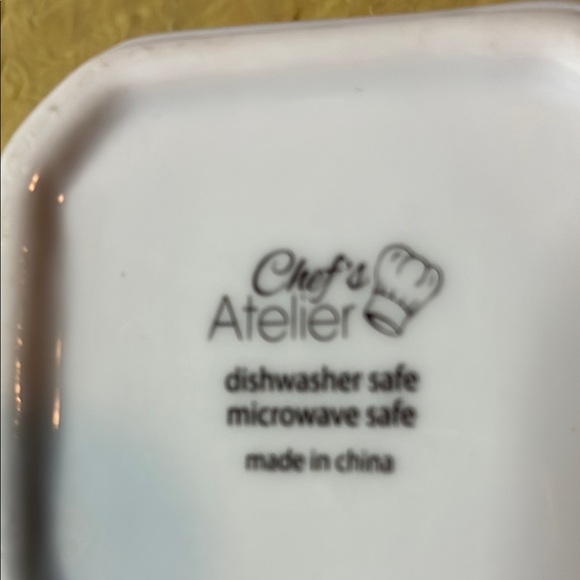 Chef's
Atelier
dishwasher safe
microwave safe
made in china